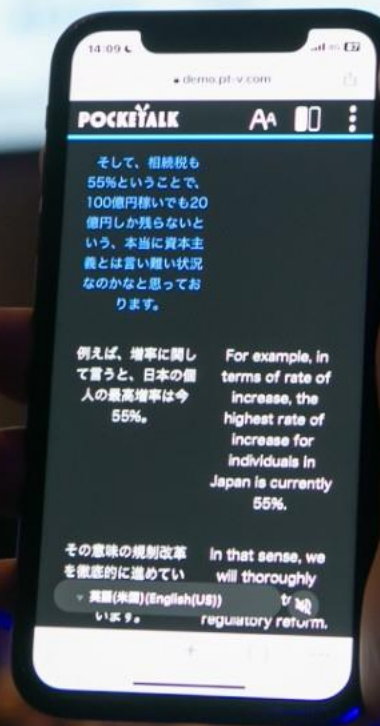 14:09
4G 67
demo.pt-v.com
POCKETALK
AA
そして、相続税も
55%ということで、
100億円稼いでも20
億円しか残らないと
いう、本当に資本主
義とは言い難い状況
なのかなと思ってお
ります。
例えば、増率に関し
て言うと、日本の個
人の最高増率は今
55%。
For example, in
terms of rate of
increase, the
highest rate of
increase for
individuals in
Japan is currently
55%.
その意味の規制改革
を徹底的に進めてい
います。
In that sense, we
will thoroughly
regulatory reform.
英語(米国)(English(US))